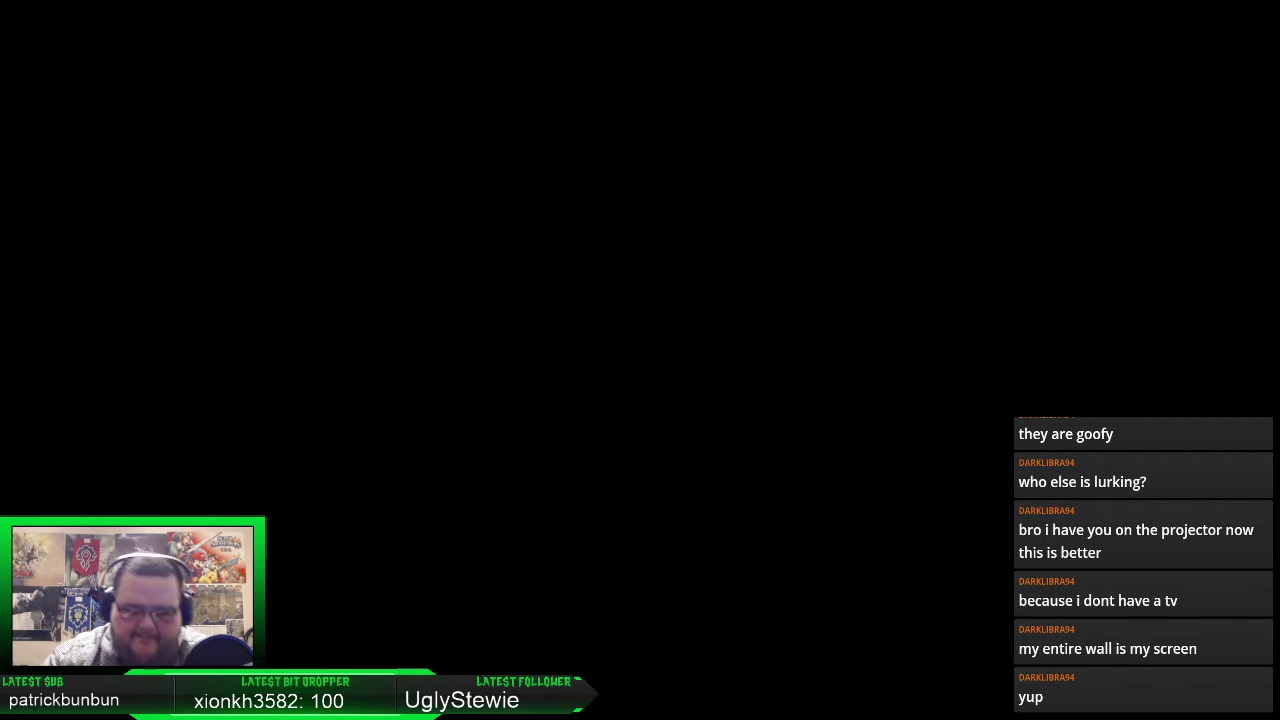 they are goofy
DARKLIBRA94
who else is lurking?
DARKLIBRA94
bro i have you on the projector now
this is better
DARKLIBRA94
because i dont have a tv
DARKLIBRA94
my entire wall is my screen
DARKLIBRA94
yup
LATEST SUB
patrickbunbun
LATEST BIT DROPPER
xionkh3582: 100
LATEST FOLLOWER
UglyStewie